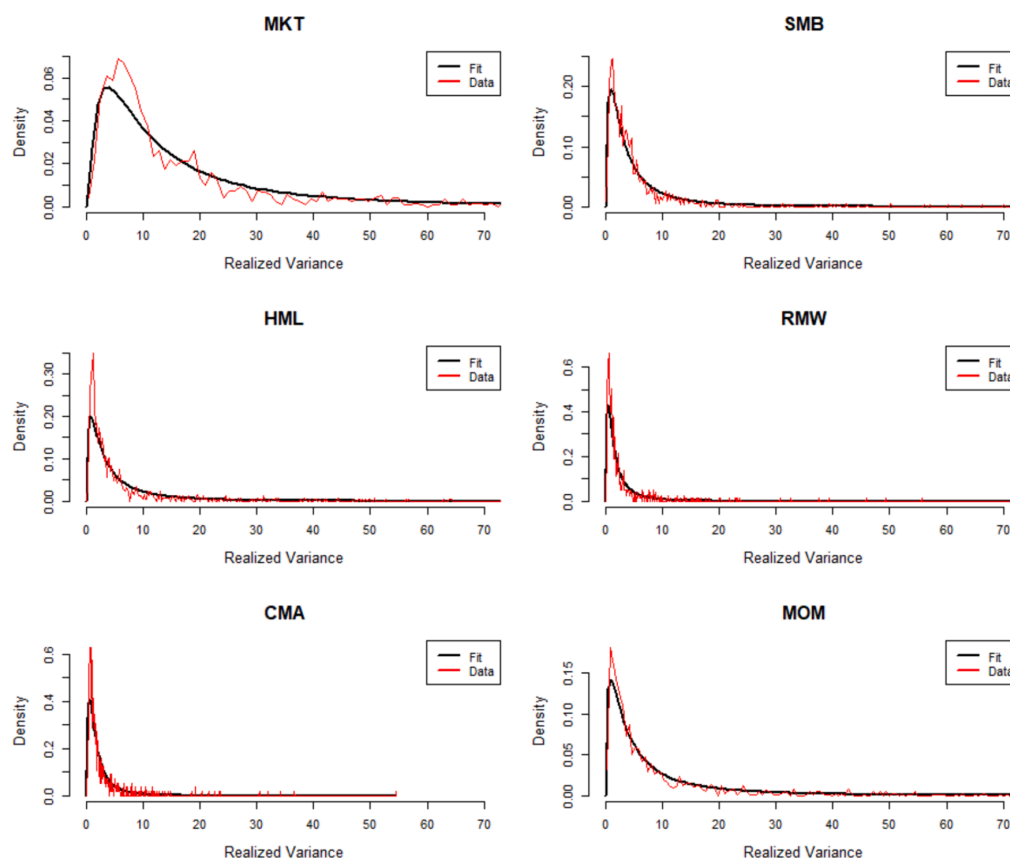 MKT
Density
0.00
0.02
0.04
0.06
Fit
Data
0 10 20 30 40 50 60 70
Realized Variance
SMB
Density
0.00
0.10
0.20
Fit
Data
0 10 20 30 40 50 60 70
Realized Variance
HML
Density
0.00
0.10
0.20
0.30
Fit
Data
0 10 20 30 40 50 60 70
Realized Variance
RMW
Density
0.0
0.2
0.4
0.6
Fit
Data
0 10 20 30 40 50 60 70
Realized Variance
CMA
Density
0.0
0.2
0.4
0.6
Fit
Data
0 10 20 30 40 50 60 70
Realized Variance
MOM
Density
0.00
0.05
0.10
0.15
Fit
Data
0 10 20 30 40 50 60 70
Realized Variance